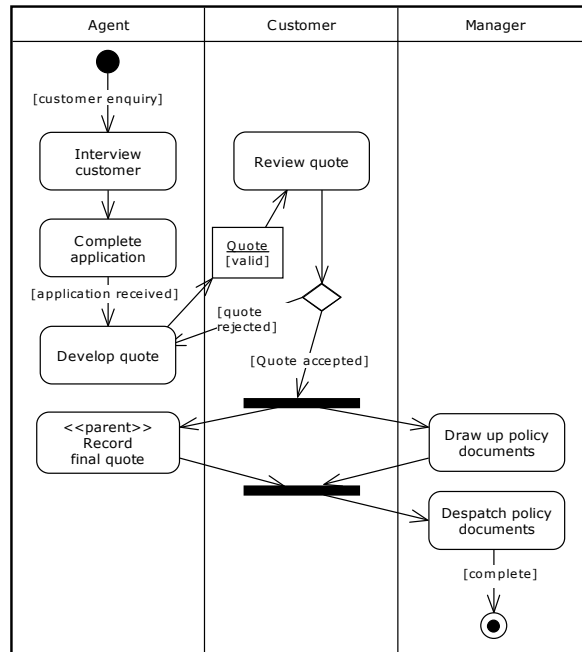 Agent
Customer
Manager
[customer enquiry]
Interview
customer
Review quote
Complete
application
Quote
[valid]
[application received]
[quote
rejected]
Develop quote
[Quote accepted]
<<parent>>
Record
final quote
Draw up policy
documents
Despatch policy
documents
[complete]